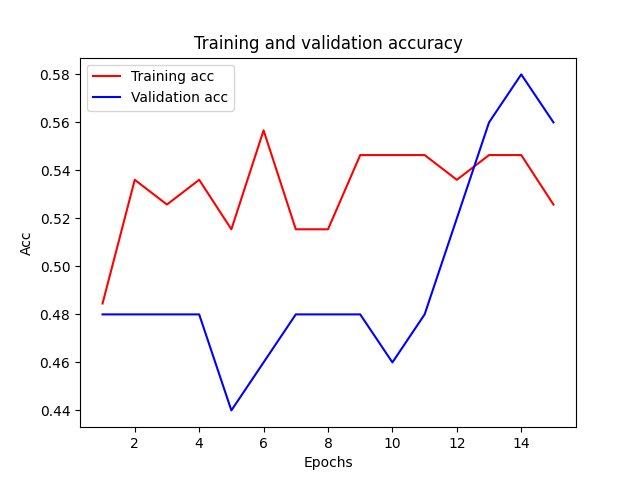 Training and validation accuracy
Training acc
Validation acc
0.58
0.56
0.54
0.52
0.50
0.48
0.46
0.44
Acc
2 4 6 8 10 12 14
Epochs